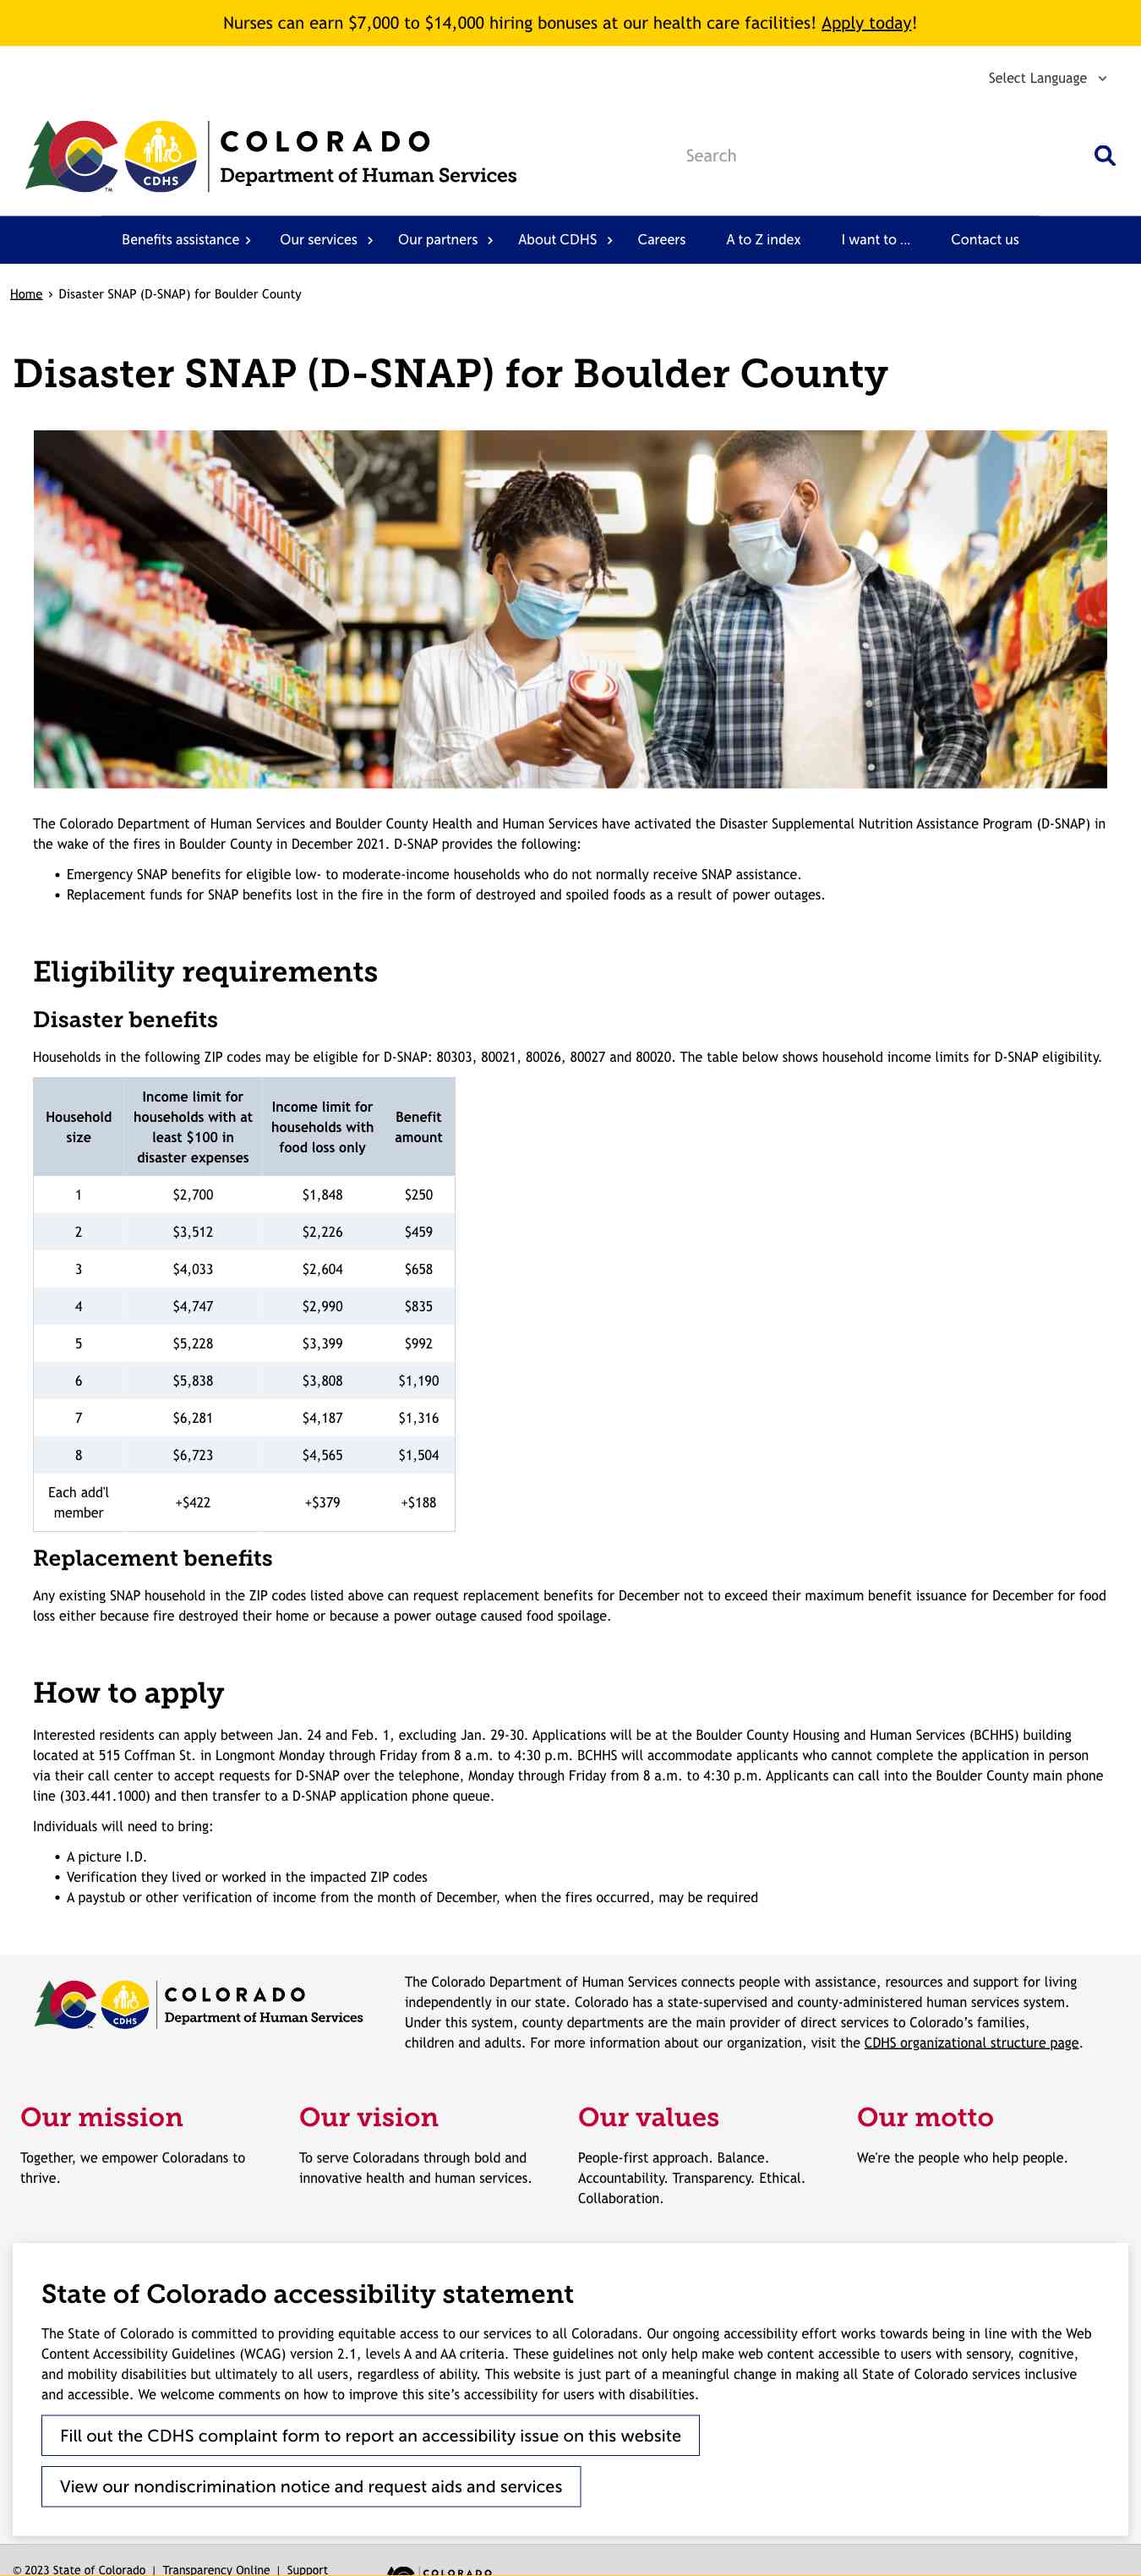 Nurses can earn $7,000 to $14,000 hiring bonuses at our health care facilities! Apply today!
Select Language
COLORADO
Department of Human Services
CDHS
TM
Search
Benefits assistance
Our services
Our partners
About CDHS
Careers
A to Z index
I want to ...
Contact us
Home › Disaster SNAP (D-SNAP) for Boulder County
Disaster SNAP (D-SNAP) for Boulder County
The Colorado Department of Human Services and Boulder County Health and Human Services have activated the Disaster Supplemental Nutrition Assistance Program (D-SNAP) in
the wake of the fires in Boulder County in December 2021. D-SNAP provides the following:
• Emergency SNAP benefits for eligible low- to moderate-income households who do not normally receive SNAP assistance.
• Replacement funds for SNAP benefits lost in the fire in the form of destroyed and spoiled foods as a result of power outages.
Eligibility requirements
Disaster benefits
Households in the following ZIP codes may be eligible for D-SNAP: 80303, 80021, 80026, 80027 and 80020. The table below shows household income limits for D-SNAP eligibility.
Household size
Income limit for households with at least $100 in disaster expenses
Income limit for households with food loss only
Benefit amount
1 $2,700 $1,848 $250
2 $3,512 $2,226 $459
3 $4,033 $2,604 $658
4 $4,747 $2,990 $835
5 $5,228 $3,399 $992
6 $5,838 $3,808 $1,190
7 $6,281 $4,187 $1,316
8 $6,723 $4,565 $1,504
Each add'l member +$422 +$379 +$188
Replacement benefits
Any existing SNAP household in the ZIP codes listed above can request replacement benefits for December not to exceed their maximum benefit issuance for December for food
loss either because fire destroyed their home or because a power outage caused food spoilage.
How to apply
Interested residents can apply between Jan. 24 and Feb. 1, excluding Jan. 29-30. Applications will be at the Boulder County Housing and Human Services (BCHHS) building
located at 515 Coffman St. in Longmont Monday through Friday from 8 a.m. to 4:30 p.m. BCHHS will accommodate applicants who cannot complete the application in person
via their call center to accept requests for D-SNAP over the telephone, Monday through Friday from 8 a.m. to 4:30 p.m. Applicants can call into the Boulder County main phone
line (303.441.1000) and then transfer to a D-SNAP application phone queue.
Individuals will need to bring:
• A picture I.D.
• Verification they lived or worked in the impacted ZIP codes
• A paystub or other verification of income from the month of December, when the fires occurred, may be required
CDHS
COLORADO
Department of Human Services
The Colorado Department of Human Services connects people with assistance, resources and support for living
independently in our state. Colorado has a state-supervised and county-administered human services system.
Under this system, county departments are the main provider of direct services to Colorado’s families,
children and adults. For more information about our organization, visit the CDHS organizational structure page.
Our mission
Together, we empower Coloradans to
thrive.
Our vision
To serve Coloradans through bold and
innovative health and human services.
Our values
People-first approach. Balance.
Accountability. Transparency. Ethical.
Collaboration.
Our motto
We're the people who help people.
State of Colorado accessibility statement
The State of Colorado is committed to providing equitable access to our services to all Coloradans. Our ongoing accessibility effort works towards being in line with the Web
Content Accessibility Guidelines (WCAG) version 2.1, levels A and AA criteria. These guidelines not only help make web content accessible to users with sensory, cognitive,
and mobility disabilities but ultimately to all users, regardless of ability. This website is just part of a meaningful change in making all State of Colorado services inclusive
and accessible. We welcome comments on how to improve this site’s accessibility for users with disabilities.
Fill out the CDHS complaint form to report an accessibility issue on this website
View our nondiscrimination notice and request aids and services
© 2023 State of Colorado | Transparency Online | Support
COLORADO